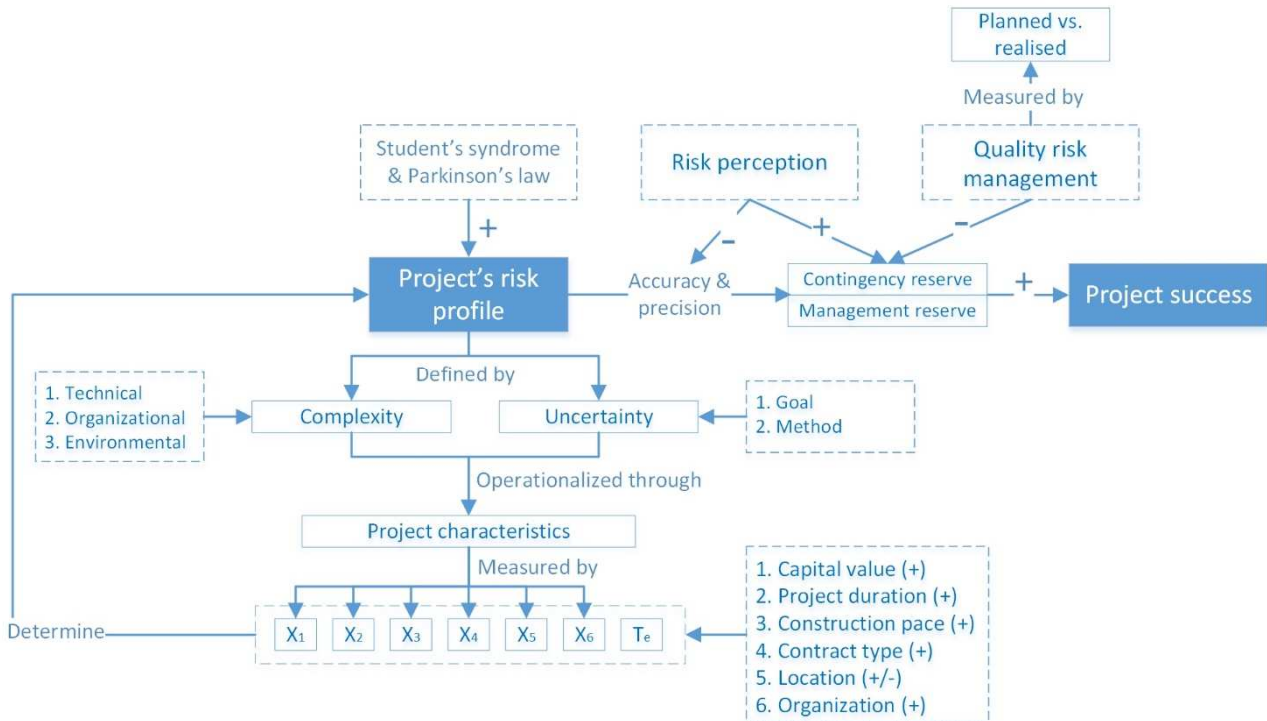 Planned vs.
realised
Measured by
Student's syndrome
& Parkinson's law
Risk perception
Quality risk
management
+
-
+
-
Project's risk
profile
Accuracy &
precision
Contingency reserve
Management reserve
+
Project success
Defined by
1. Technical
2. Organizational
3. Environmental
Complexity
Uncertainty
1. Goal
2. Method
Operationalized through
Project characteristics
Measured by
1. Capital value (+)
2. Project duration (+)
3. Construction pace (+)
4. Contract type (+)
5. Location (+/-)
6. Organization (+)
Determine
X₁ X₂ X₃ X₄ X₅ X₆ Tₑ